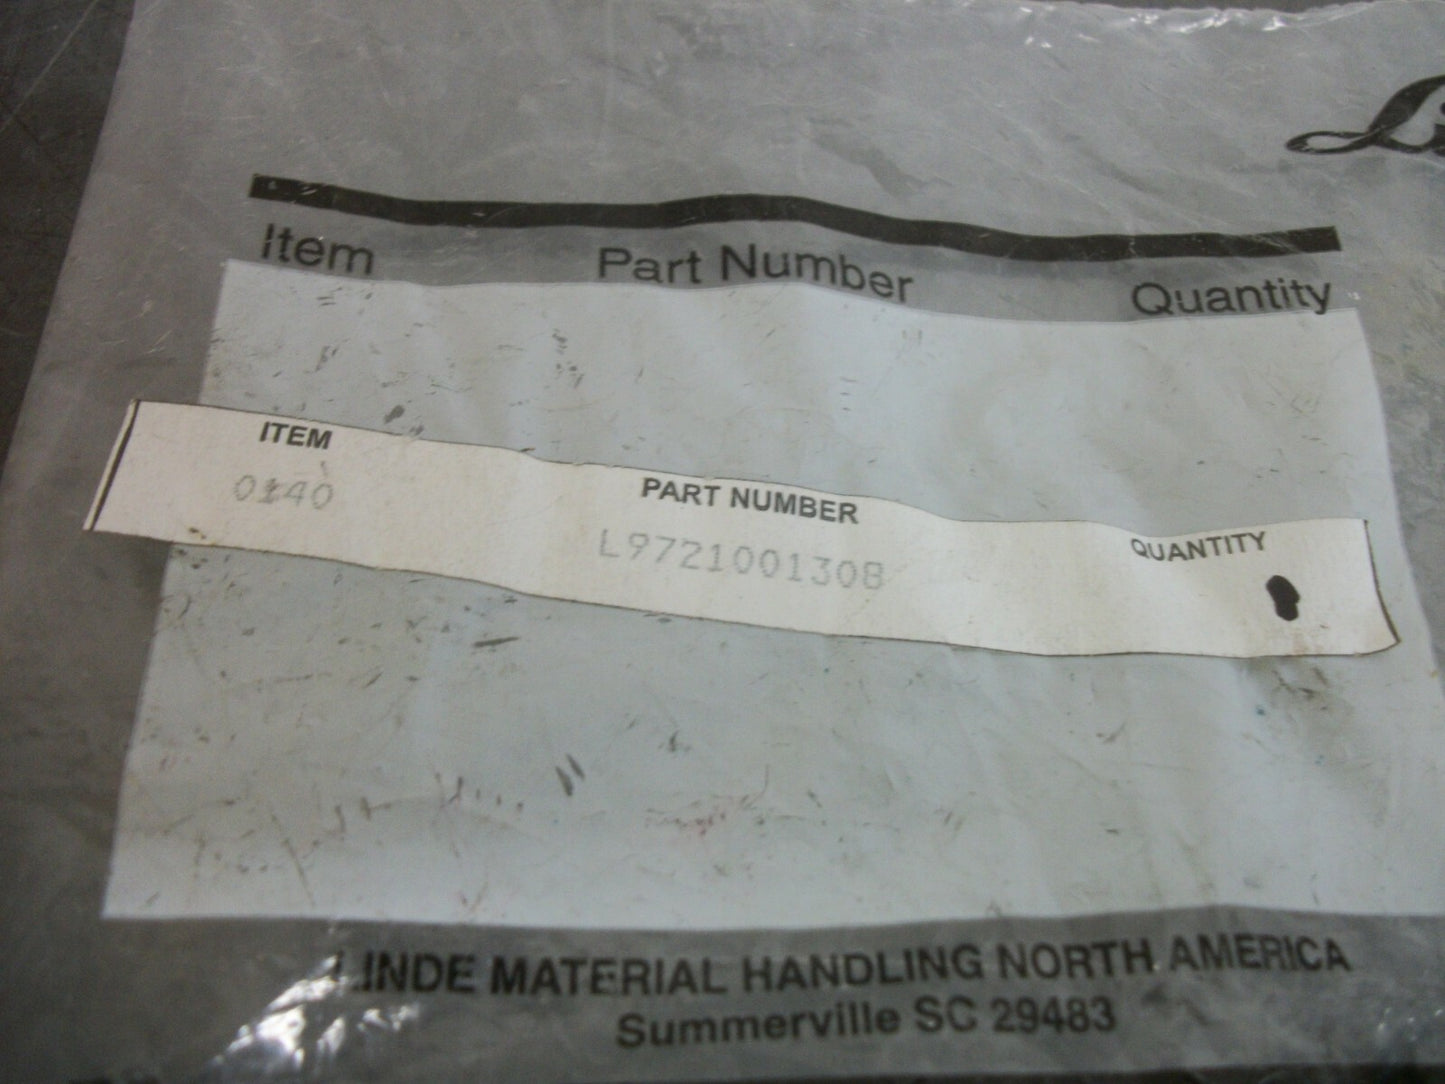 Item Part Number Quantity
ITEM PART NUMBER QUANTITY
0140 L9721001308
LINDE MATERIAL HANDLING NORTH AMERICA
Summerville SC 29483